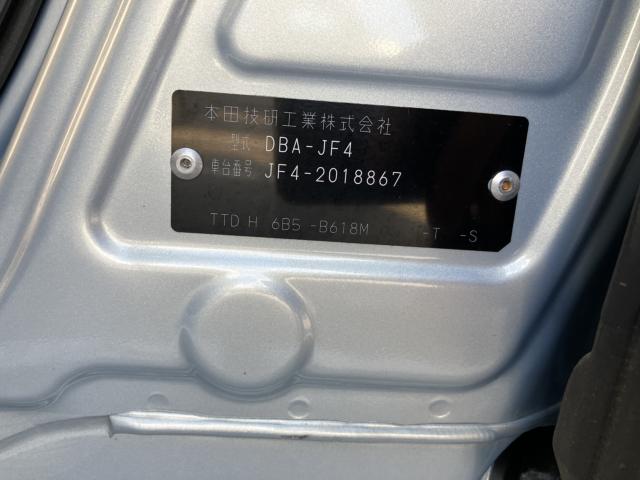 本田技研工業株式会社
型式 DBA-JF4
車台番号 JF4-2018867
TTD H 6B5 -B618M -T -S